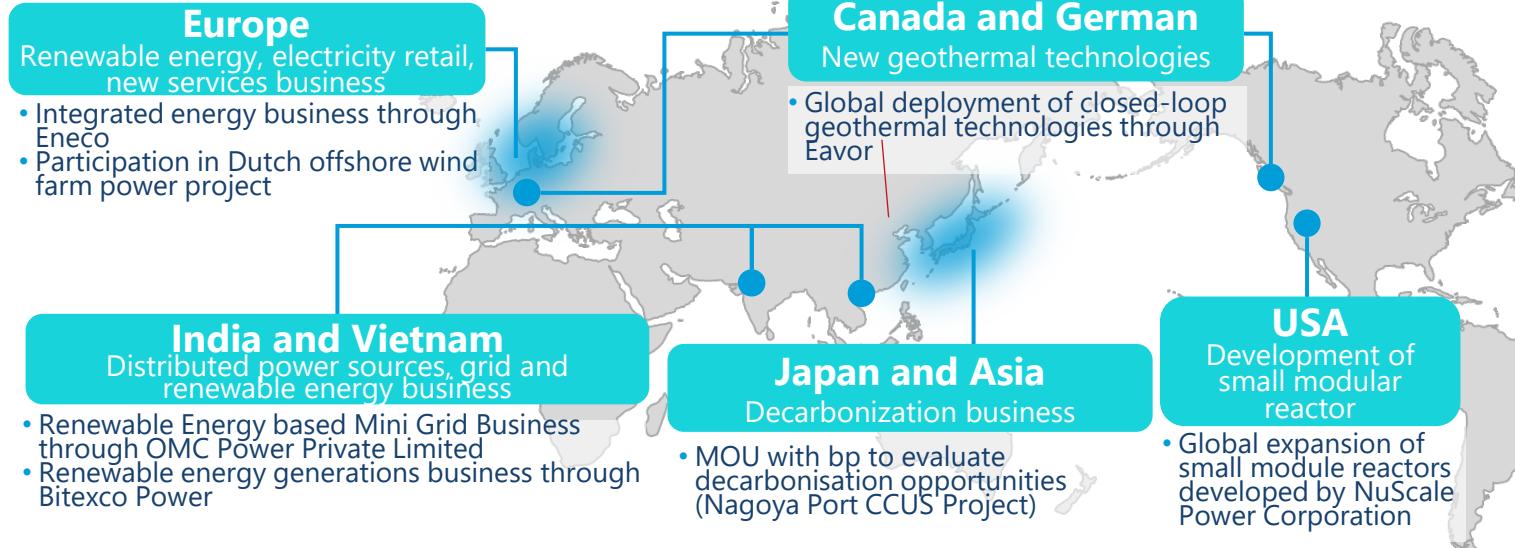 Europe
Renewable energy, electricity retail,
new services business
• Integrated energy business through
Eneco
• Participation in Dutch offshore wind
farm power project
Canada and German
New geothermal technologies
• Global deployment of closed-loop
geothermal technologies through
Eavor
India and Vietnam
Distributed power sources, grid and
renewable energy business
• Renewable Energy based Mini Grid Business
through OMC Power Private Limited
• Renewable energy generations business through
Bitexco Power
Japan and Asia
Decarbonization business
• MOU with bp to evaluate
decarbonisation opportunities
(Nagoya Port CCUS Project)
USA
Development of
small modular
reactor
• Global expansion of
small module reactors
developed by NuScale
Power Corporation